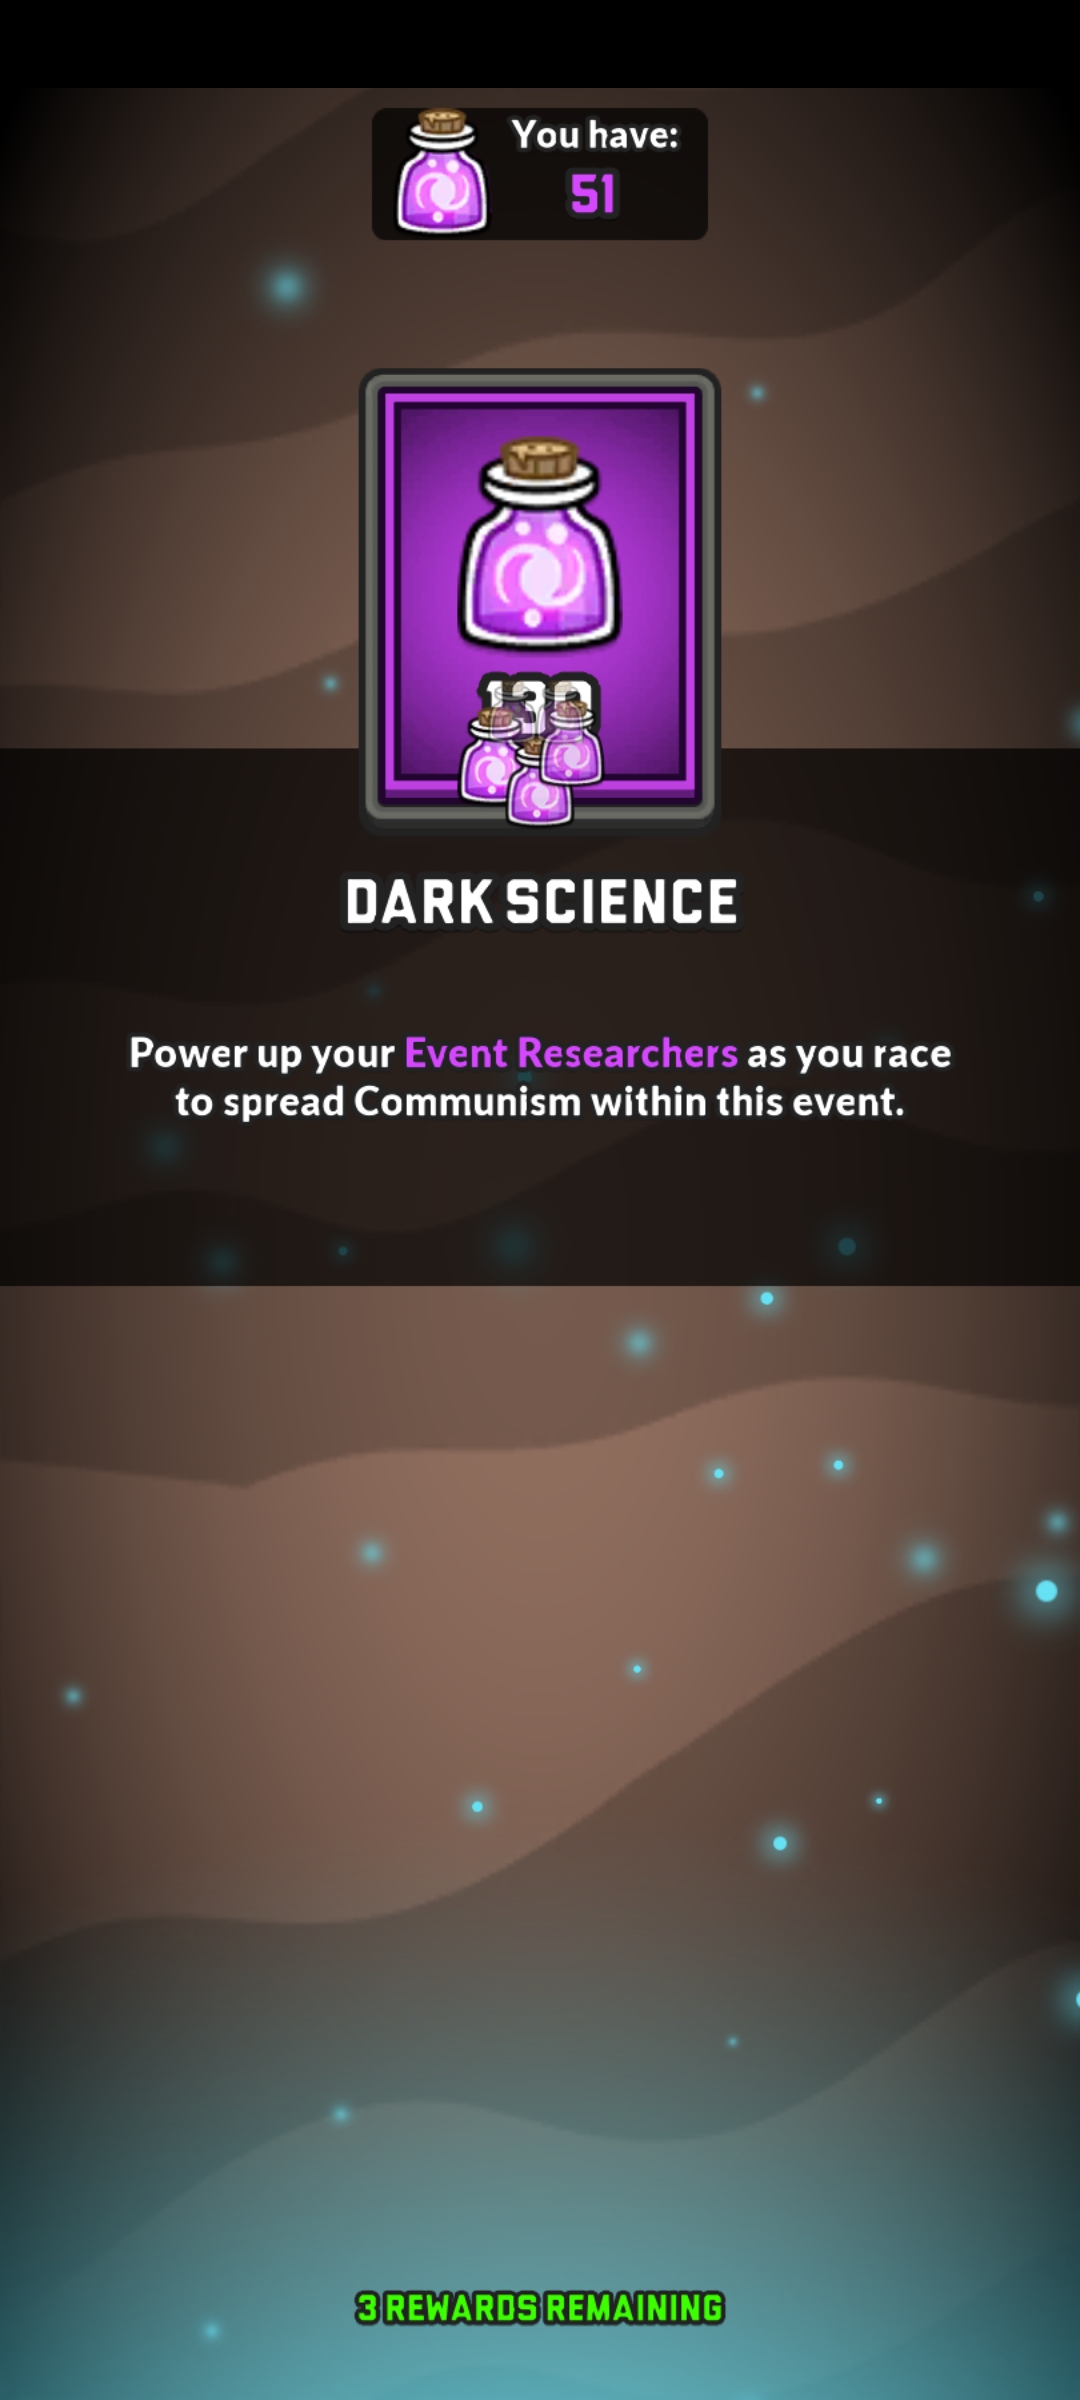 You have:
51
DARK SCIENCE
Power up your Event Researchers as you race
to spread Communism within this event.
3 REWARDS REMAINING